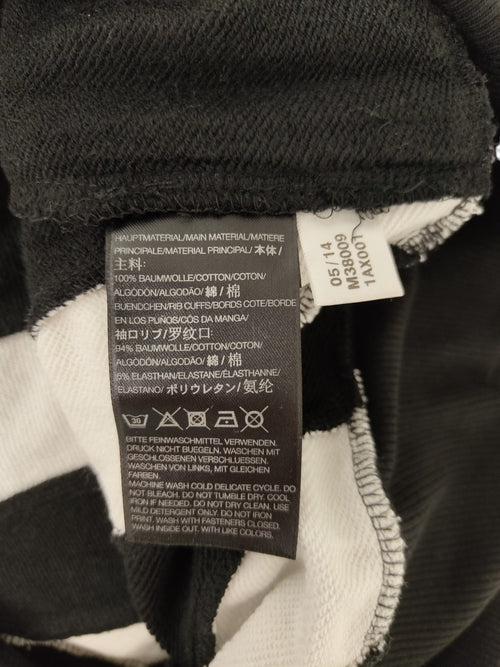 HAUPTMATERIAL/MAIN MATERIAL/MATIERE
PRINCIPALE/MATERIAL PRINCIPAL/本体/
主料:
100% BAUMWOLLE/COTTON/COTON/
ALGODÓN/ALGODÃO/綿/棉
BUENDCHEN/RIB CUFFS/BORDS COTE/BORDE
EN LOS PUÑOS/CÓS DA MANGA/
袖口リブ/罗纹口:
94% BAUMWOLLE/COTTON/COTON/
ALGODÓN/ALGODÃO/綿/棉
6% ELASTHAN/ELASTANE/ÉLASTHANNE/
ELASTANO/ポリウレタン/氨纶
30
BITTE FEINWASCHMITTEL VERWENDEN.
DRUCK NICHT BUEGELN. WASCHEN MIT
GESCHLOSSENEN VERSCHLUESSEN.
WASCHEN VON LINKS, MIT GLEICHEN
FARBEN.
MACHINE WASH COLD DELICATE CYCLE. DO
NOT BLEACH. DO NOT TUMBLE DRY. COOL
IRON IF NEEDED. DO NOT DRY CLEAN. USE
MILD DETERGENT ONLY. DO NOT IRON
PRINT. WASH WITH FASTENERS CLOSED.
WASH INSIDE OUT. WITH LIKE COLORS.
05/14
M38009
1AX001